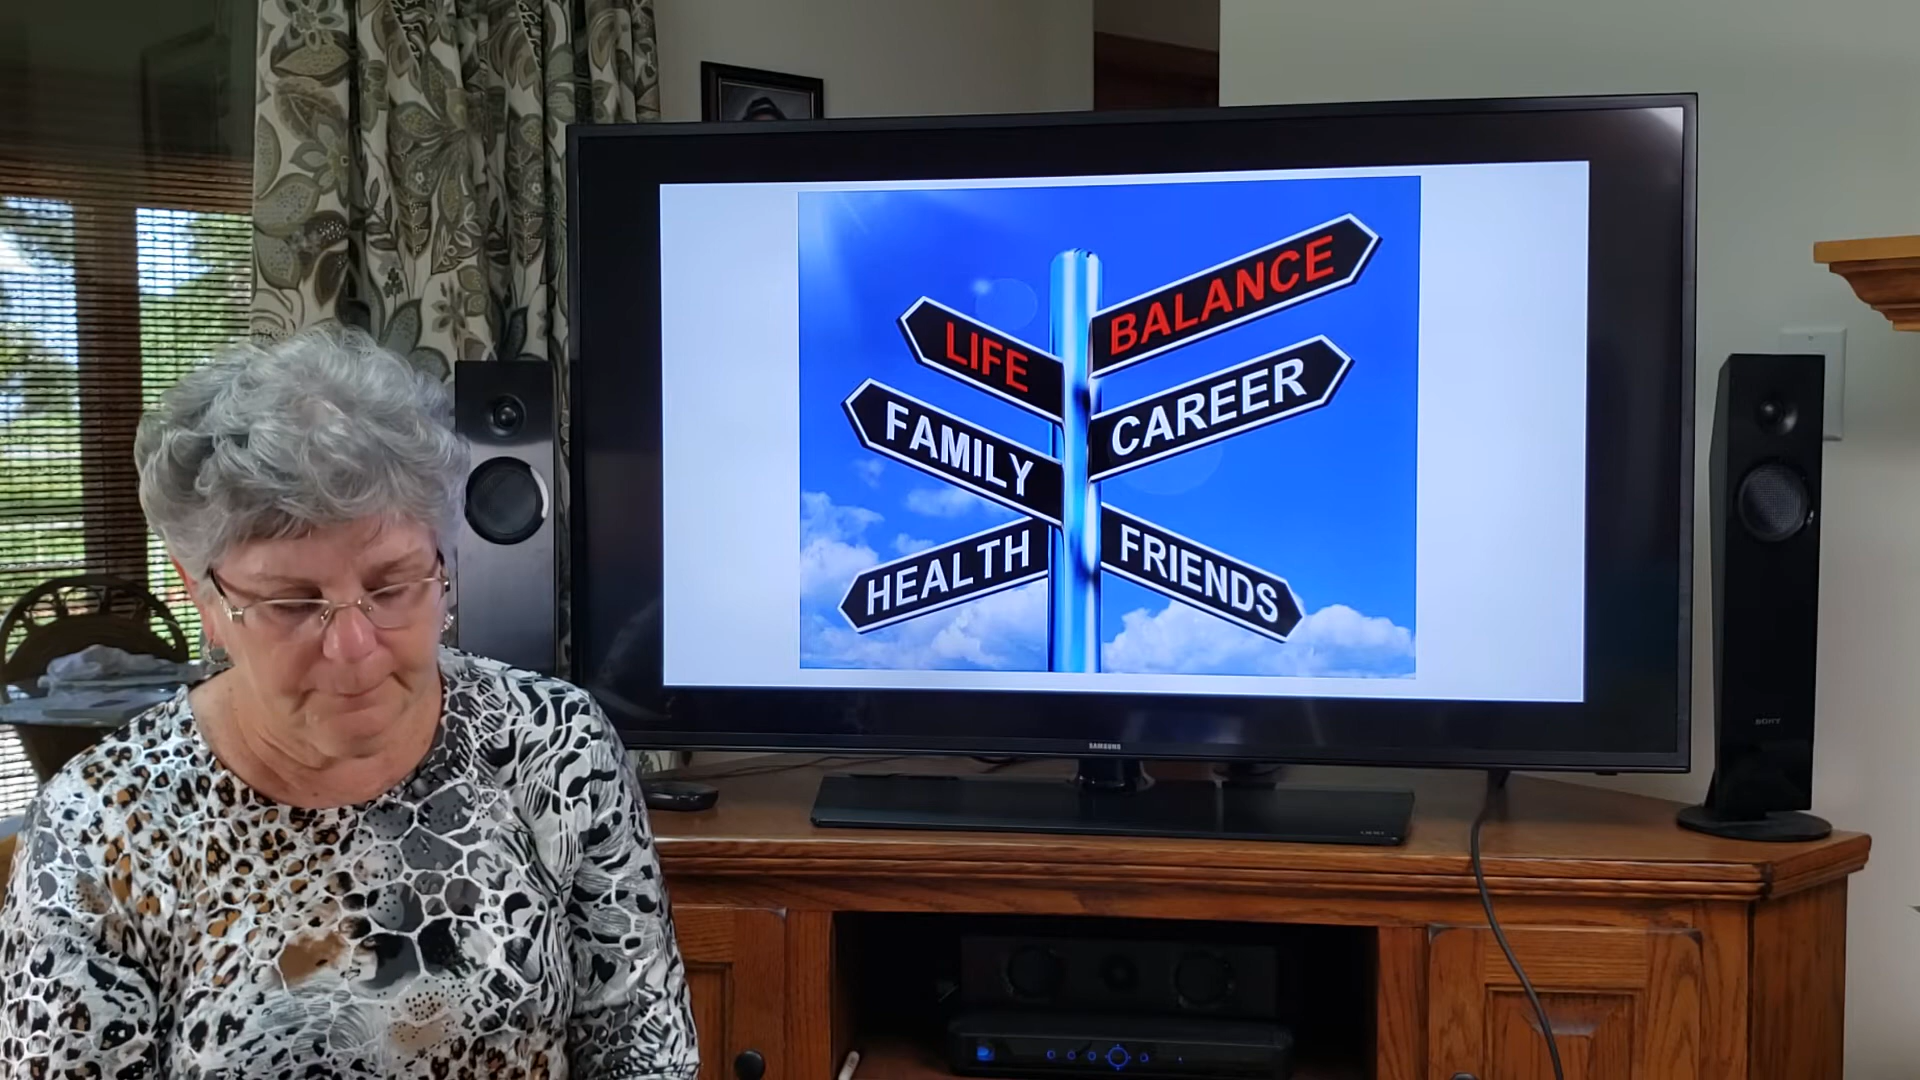 LIFE
BALANCE
FAMILY
CAREER
HEALTH
FRIENDS
SAMSUNG
SONY